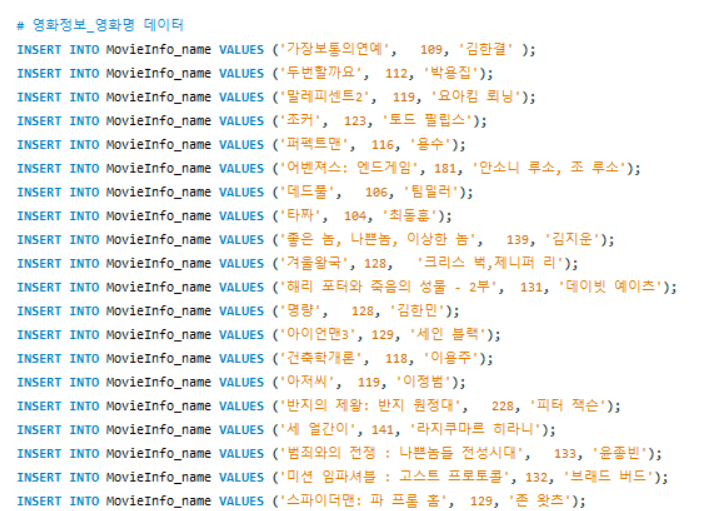 # 영화정보_영화명 데이터
INSERT INTO MovieInfo_name VALUES ('가장보통의연애', 109, '김한결' );
INSERT INTO MovieInfo_name VALUES ('두번할까요', 112, '박용집');
INSERT INTO MovieInfo_name VALUES ('말레피센트2', 119, '요아킴 뢰닝');
INSERT INTO MovieInfo_name VALUES ('조커', 123, '토드 필립스');
INSERT INTO MovieInfo_name VALUES ('퍼펙트맨', 116, '용수');
INSERT INTO MovieInfo_name VALUES ('어벤져스: 엔드게임', 181, '안소니 루소, 조 루소');
INSERT INTO MovieInfo_name VALUES ('데드풀', 106, '팀밀러');
INSERT INTO MovieInfo_name VALUES ('타짜', 104, '최동훈');
INSERT INTO MovieInfo_name VALUES ('좋은 놈, 나쁜놈, 이상한 놈', 139, '김지운');
INSERT INTO MovieInfo_name VALUES ('겨울왕국', 128, '크리스 벅,제니퍼 리');
INSERT INTO MovieInfo_name VALUES ('해리 포터와 죽음의 성물 - 2부', 131, '데이빗 예이츠');
INSERT INTO MovieInfo_name VALUES ('명량', 128, '김한민');
INSERT INTO MovieInfo_name VALUES ('아이언맨3', 129, '셰인 블랙');
INSERT INTO MovieInfo_name VALUES ('건축학개론', 118, '이용주');
INSERT INTO MovieInfo_name VALUES ('아저씨', 119, '이정범');
INSERT INTO MovieInfo_name VALUES ('반지의 제왕: 반지 원정대', 228, '피터 잭슨');
INSERT INTO MovieInfo_name VALUES ('세 얼간이', 141, '라지쿠마르 히라니');
INSERT INTO MovieInfo_name VALUES ('범죄와의 전쟁 : 나쁜놈들 전성시대', 133, '윤종빈');
INSERT INTO MovieInfo_name VALUES ('미션 임파셔블 : 고스트 프로토콜', 132, '브래드 버드');
INSERT INTO MovieInfo_name VALUES ('스파이더맨: 파 프롬 홈', 129, '존 왓츠');